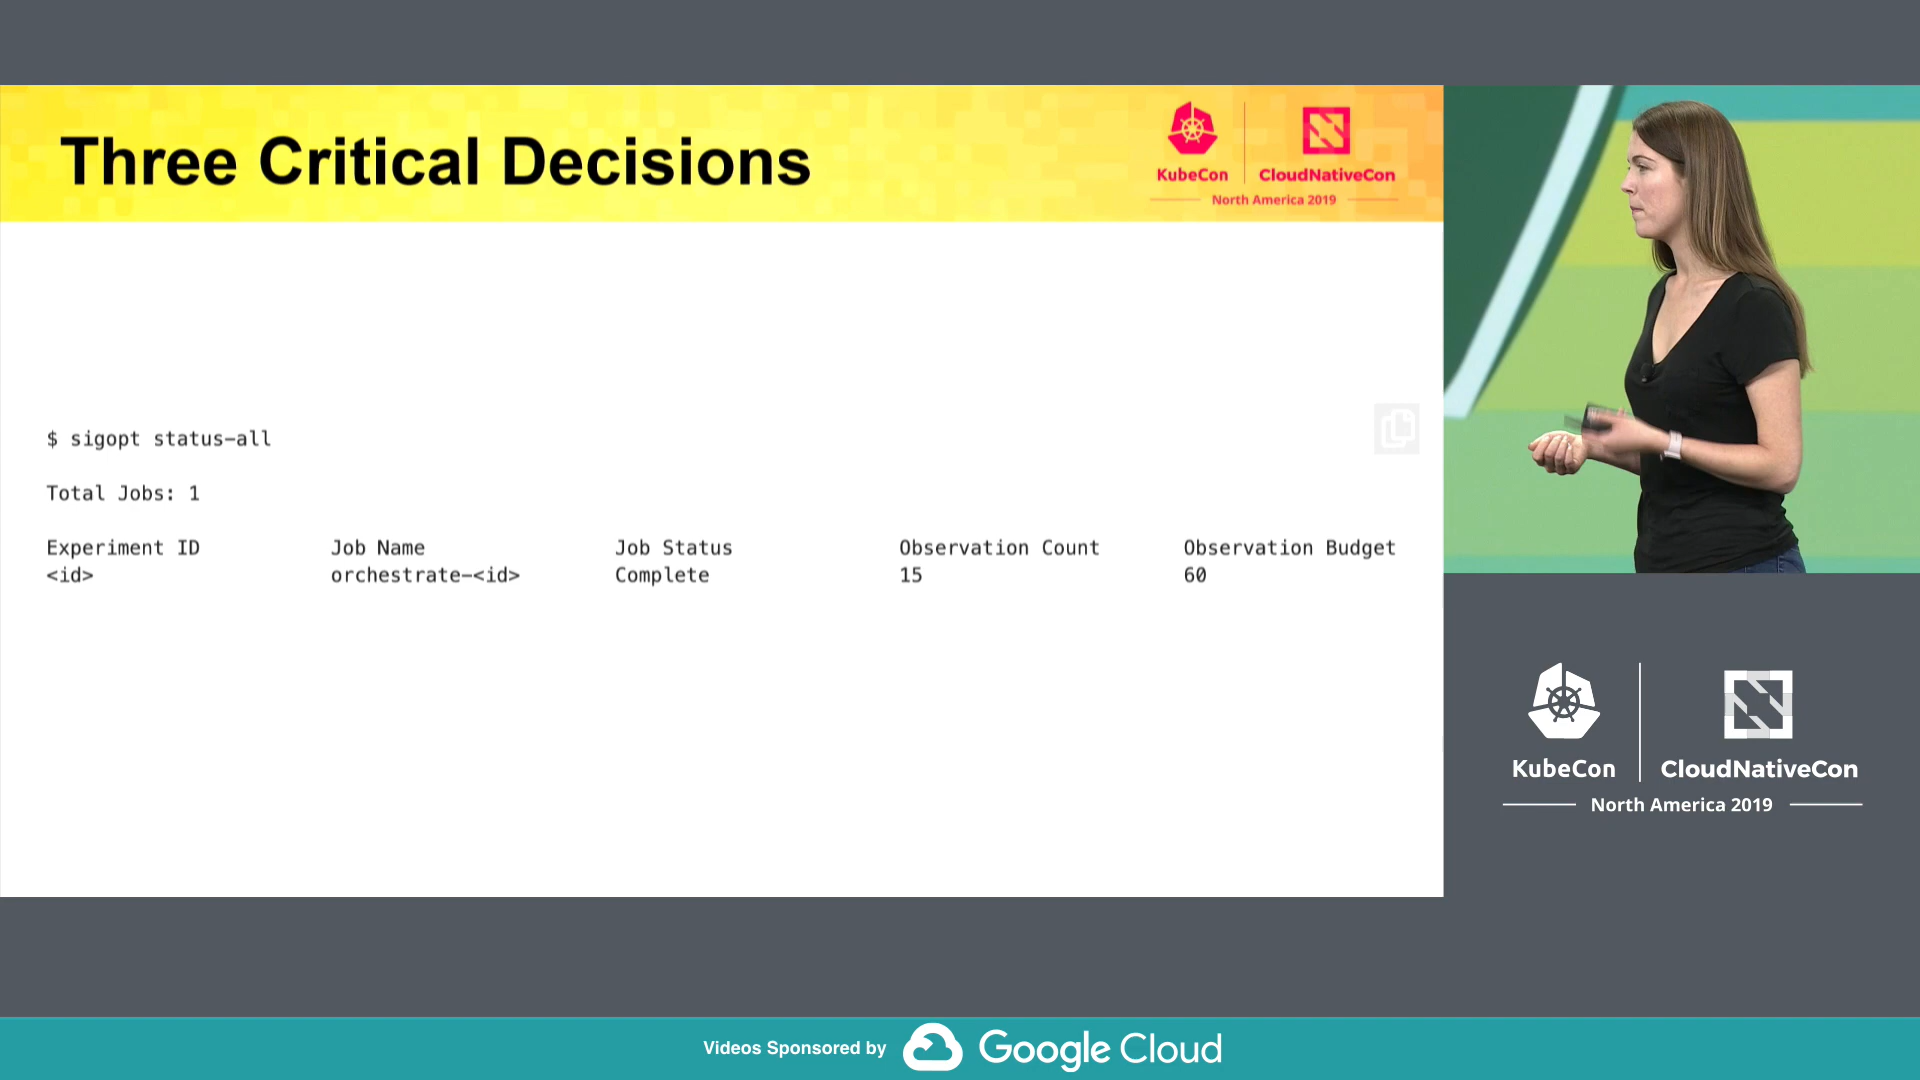 Three Critical Decisions
KubeCon
CloudNativeCon
North America 2019
$ sigopt status-all
Total Jobs: 1
Experiment ID Job Name Job Status Observation Count Observation Budget
<id> orchestrate-<id> Complete 15 60
KubeCon
CloudNativeCon
North America 2019
Videos Sponsored by Google Cloud